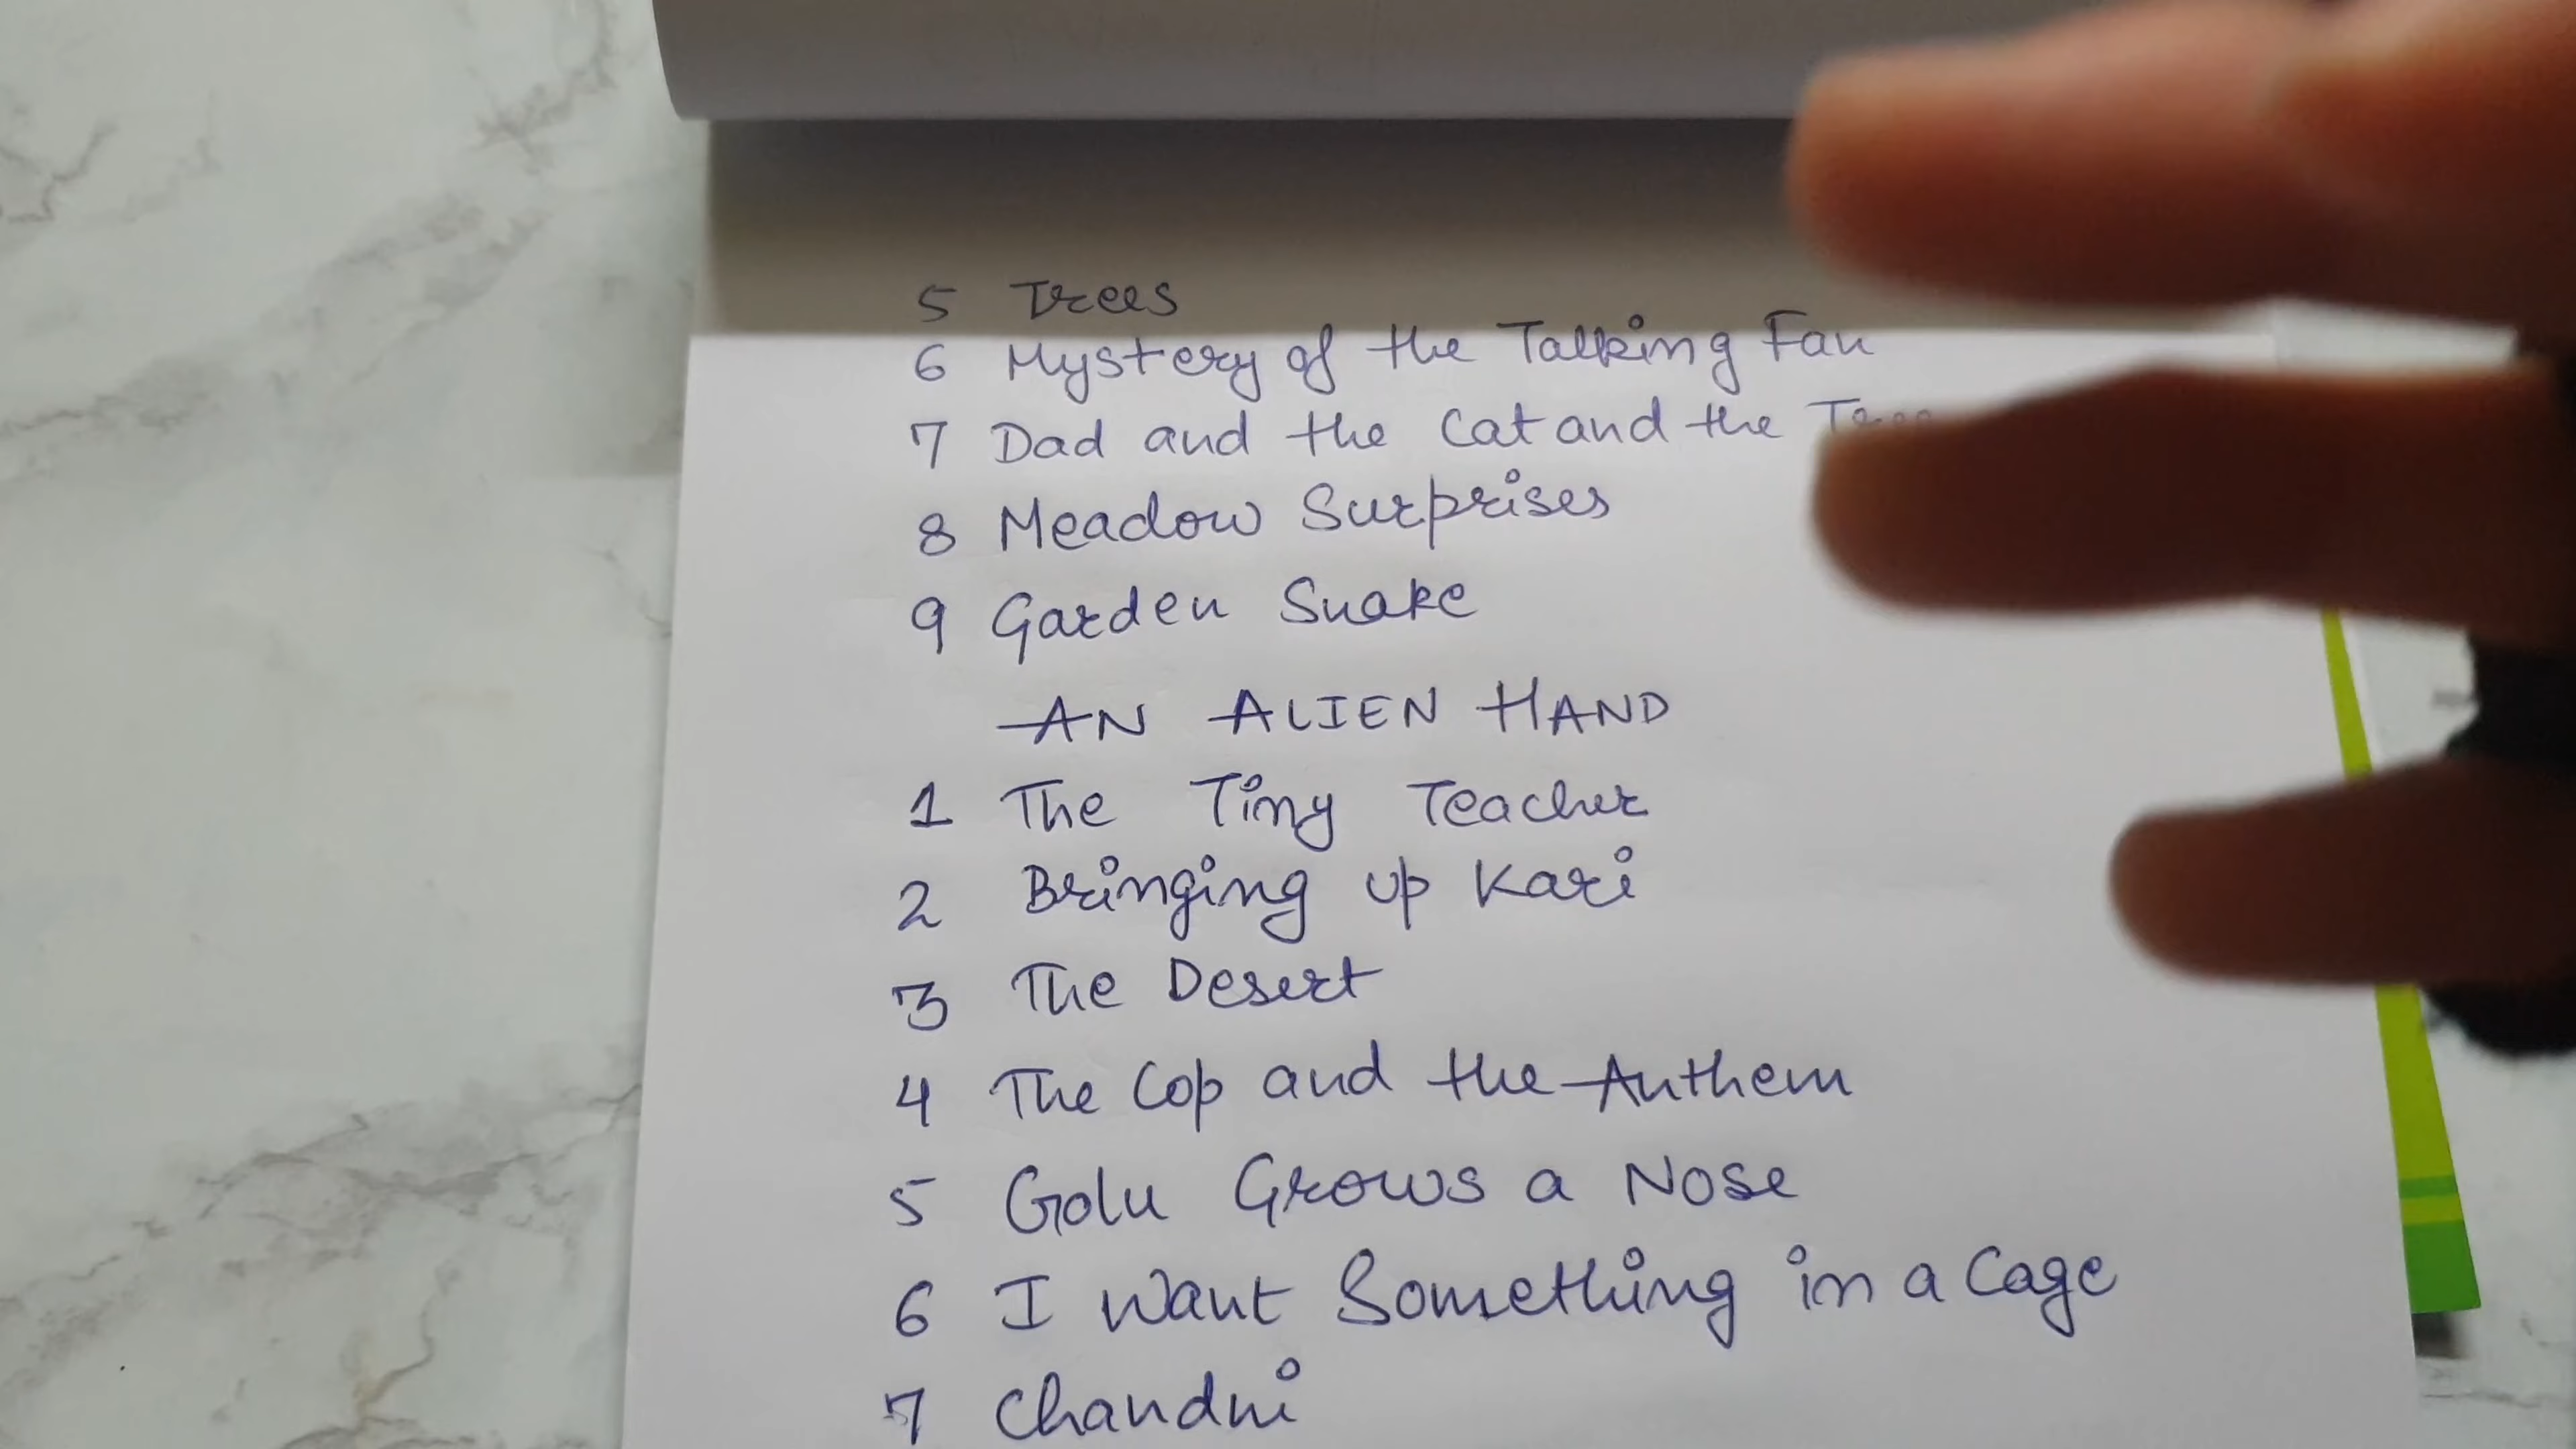 5 Trees
6 Mystery of the Talking Fan
7 Dad and the Cat and the Tree
8 Meadow Surprises
9 Garden Snake
AN ALIEN HAND
1 The Tiny Teacher
2 Bringing up Kari
3 The Desert
4 The Cop and the Anthem
5 Golu Grows a Nose
6 I Want Something in a Cage
7 Chandni